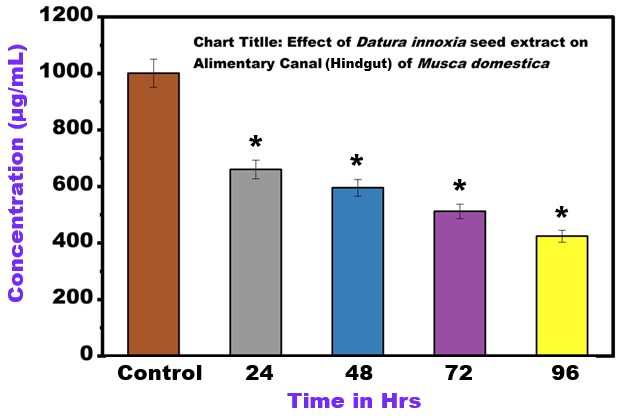 1200
Chart Titlle: Effect of Datura innoxia seed extract on
Alimentary Canal (Hindgut) of Musca domestica
1000
800
600
400
200
0
Concentration (µg/mL)
* * * *
Control 24 48 72 96
Time in Hrs